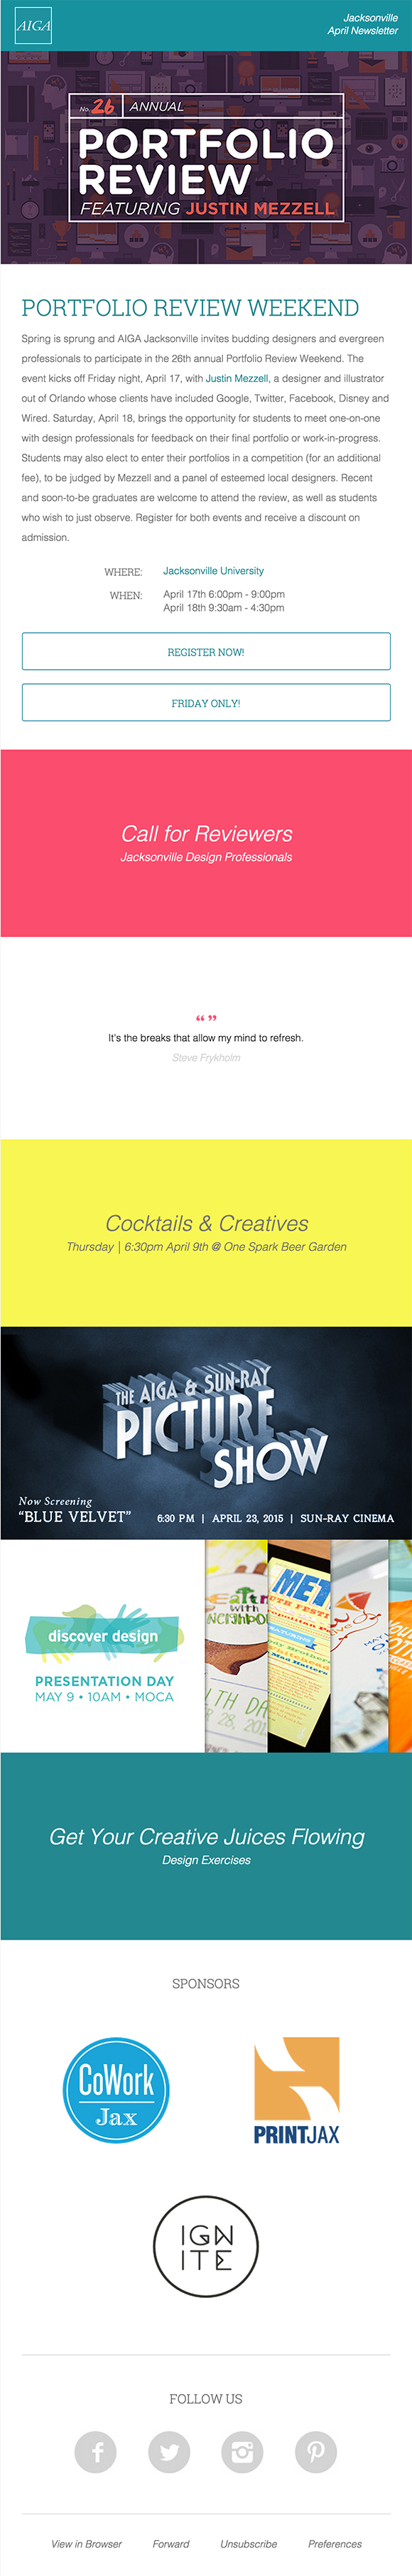 AIGA
Jacksonville
April Newsletter
No. 26 ANNUAL
PORTFOLIO
REVIEW
FEATURING JUSTIN MEZZELL
PORTFOLIO REVIEW WEEKEND
Spring is sprung and AIGA Jacksonville invites budding designers and evergreen
professionals to participate in the 26th annual Portfolio Review Weekend. The
event kicks off Friday night, April 17, with Justin Mezzell, a designer and illustrator
out of Orlando whose clients have included Google, Twitter, Facebook, Disney and
Wired. Saturday, April 18, brings the opportunity for students to meet one-on-one
with design professionals for feedback on their final portfolio or work-in-progress.
Students may also elect to enter their portfolios in a competition (for an additional
fee), to be judged by Mezzell and a panel of esteemed local designers. Recent
and soon-to-be graduates are welcome to attend the review, as well as students
who wish to just observe. Register for both events and receive a discount on
admission.
WHERE: Jacksonville University
WHEN: April 17th 6:00pm - 9:00pm
April 18th 9:30am - 4:30pm
REGISTER NOW!
FRIDAY ONLY!
Call for Reviewers
Jacksonville Design Professionals
“ ”
It's the breaks that allow my mind to refresh.
Steve Frykholm
Cocktails & Creatives
Thursday | 6:30pm April 9th @ One Spark Beer Garden
THE AIGA & SUN-RAY
PICTURE
SHOW
Now Screening
“BLUE VELVET” 6:30 PM | APRIL 23, 2015 | SUN-RAY CINEMA
discover design
PRESENTATION DAY
MAY 9 • 10AM • MOCA
with
MET
Get Your Creative Juices Flowing
Design Exercises
SPONSORS
CoWork
Jax
PRINTJAX
IGN
ITE
FOLLOW US
View in Browser Forward Unsubscribe Preferences